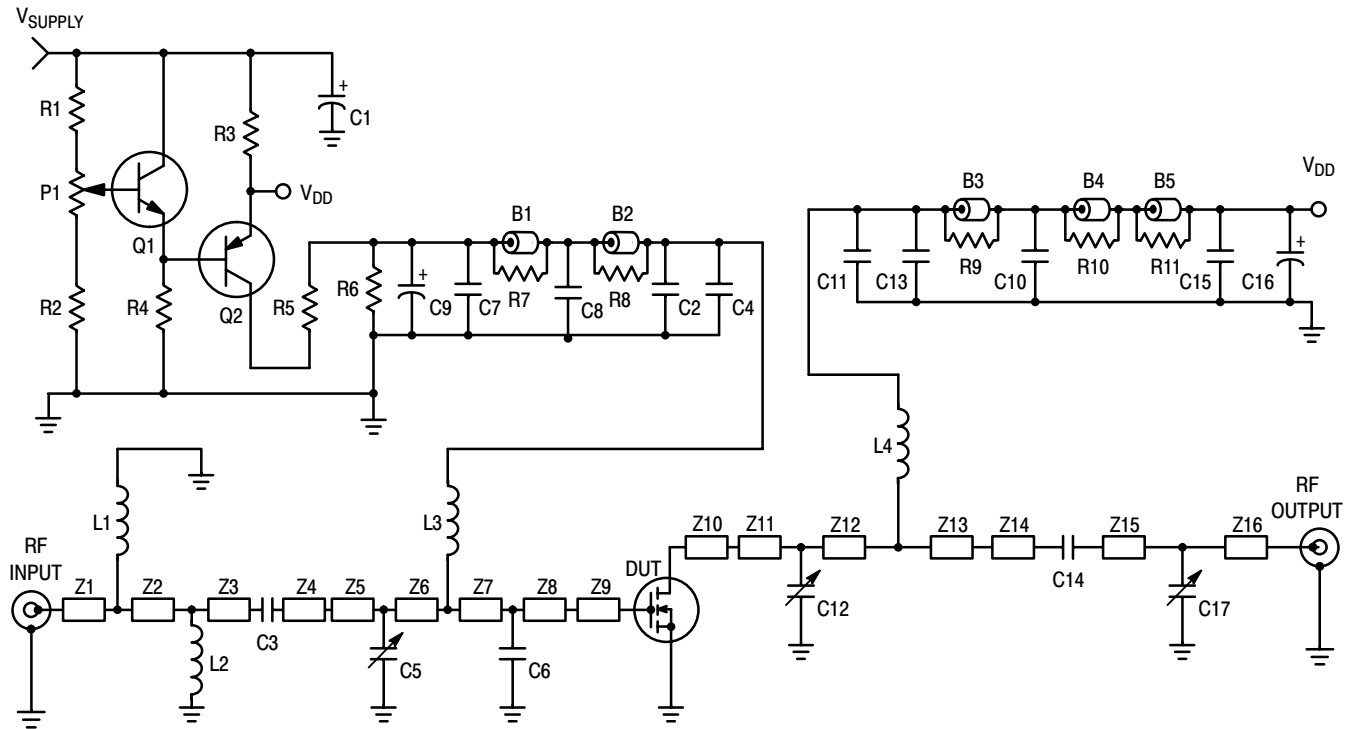 VSUPPLY
R1
P1
R2
Q1
R4
R3
C1
VDD
Q2
R5
R6
C9
+
C7
B1
R7
C8
B2
R8
C2
C4
+
B3
B4
B5
VDD
C11
C13
R9
C10
R10
R11
C15
C16
+
L1
L3
L4
RF
INPUT
Z1
Z2
Z3
Z4
Z5
Z6
Z7
Z8
Z9
L2
C3
C5
C6
DUT
Z10
Z11
Z12
Z13
Z14
Z15
Z16
C12
C14
C17
RF
OUTPUT